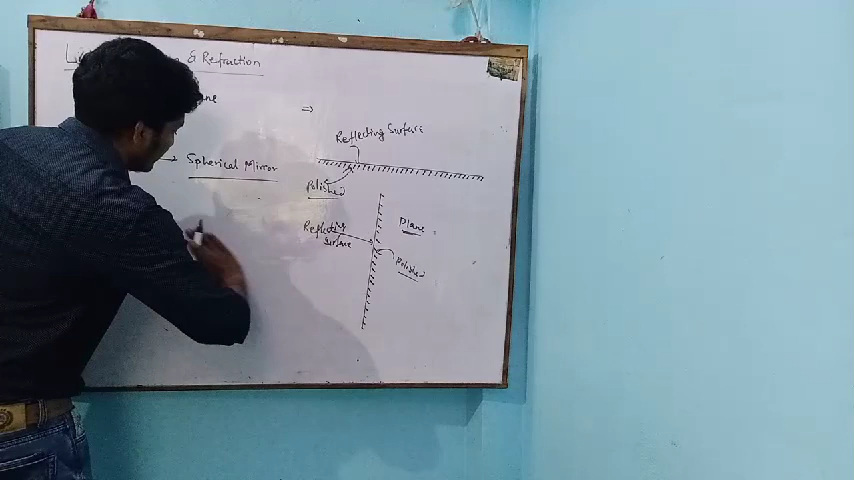 & Refraction
Reflecting Surface
Spherical Mirror
Polished
Plane
Reflecting
Surface
Polished